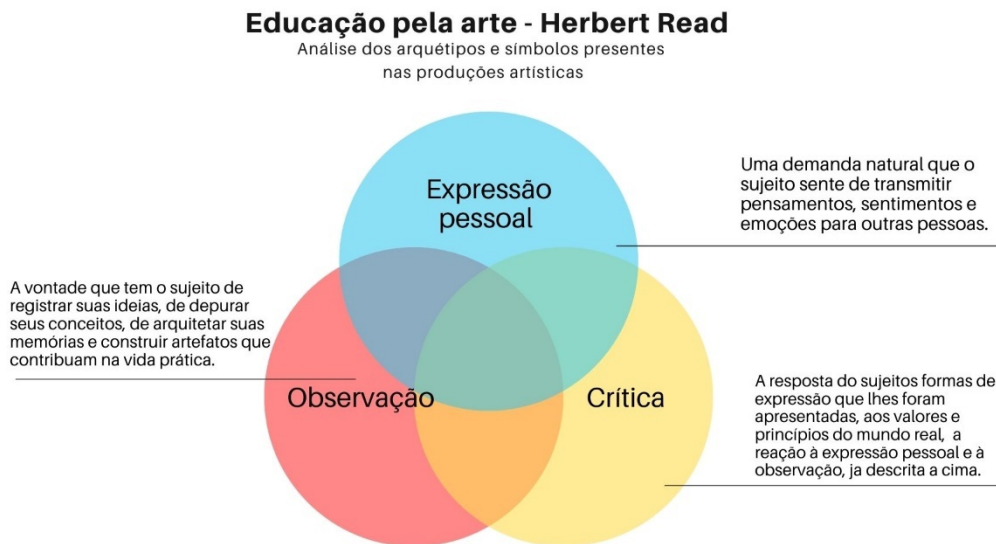 Educação pela arte - Herbert Read
Análise dos arquétipos e símbolos presentes
nas produções artísticas
Expressão
pessoal
Uma demanda natural que o
sujeito sente de transmitir
pensamentos, sentimentos e
emoções para outras pessoas.
A vontade que tem o sujeito de
registrar suas ideias, de depurar
seus conceitos, de arquitetar suas
memórias e construir artefatos que
contribuam na vida prática.
Observação
Crítica
A resposta do sujeitos formas de
expressão que lhes foram
apresentadas, aos valores e
princípios do mundo real, a
reação à expressão pessoal e à
observação, ja descrita a cima.